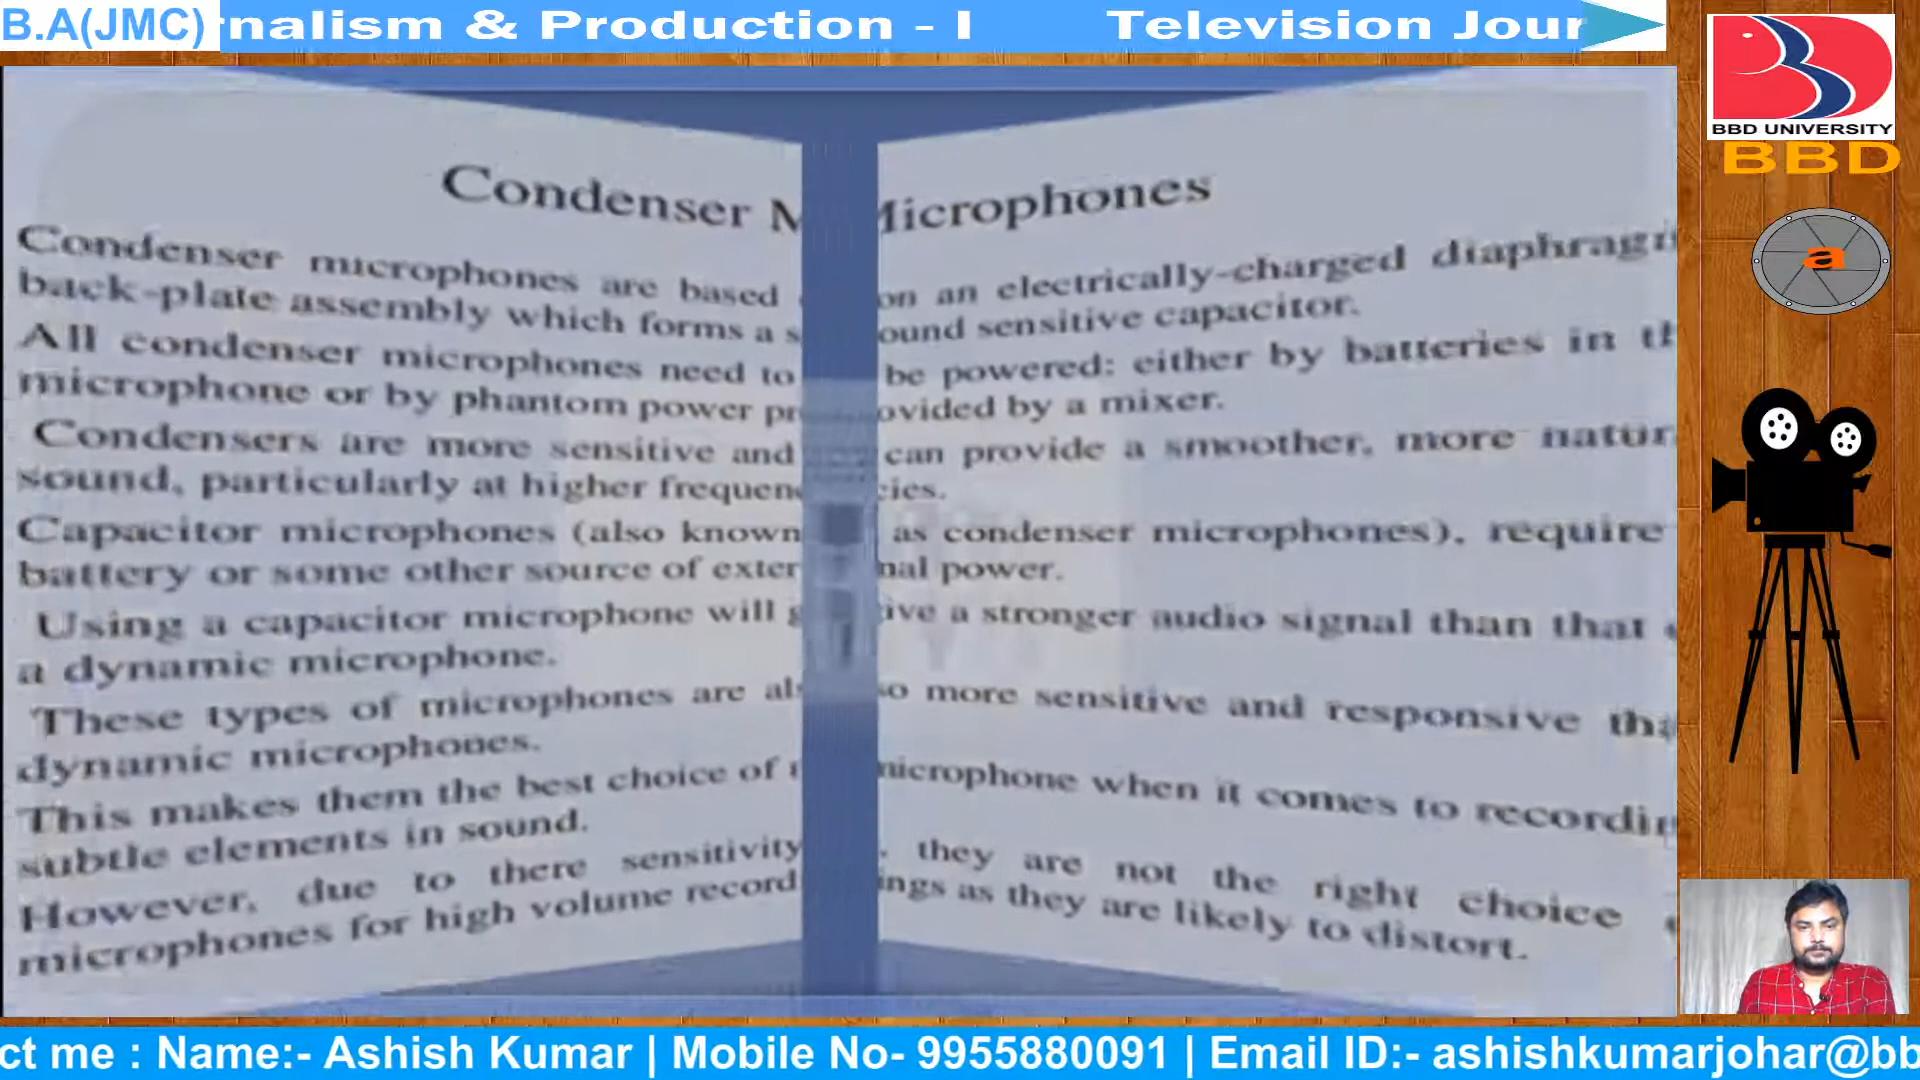 B.A(JMC)
nalism & Production - I Television Jour
BBD UNIVERSITY
BBD
a
Condenser Microphones
Condenser microphones are based on an electrically-charged diaphragm
back-plate assembly which forms a sound sensitive capacitor.
All condenser microphones need to be powered: either by batteries in th
microphone or by phantom power provided by a mixer.
Condensers are more sensitive and can provide a smoother, more natur
sound, particularly at higher frequencies.
Capacitor microphones (also known as condenser microphones), require
battery or some other source of external power.
Using a capacitor microphone will give a stronger audio signal than that
a dynamic microphone.
These types of microphones are also more sensitive and responsive tha
dynamic microphones.
This makes them the best choice of microphone when it comes to recordin
subtle elements in sound.
However, due to there sensitivity, they are not the right choice
microphones for high volume recordings as they are likely to distort.
ct me : Name:- Ashish Kumar | Mobile No- 9955880091 | Email ID:- ashishkumarjohar@bb